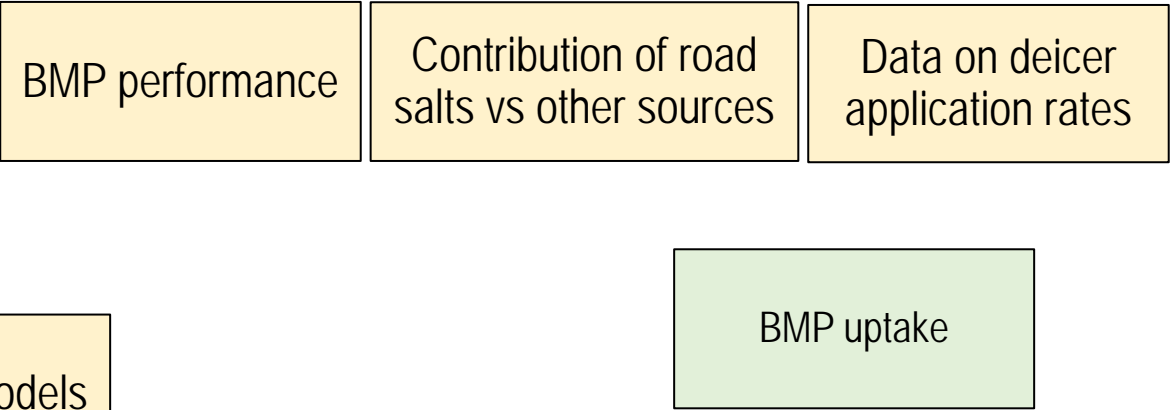 BMP performance
Contribution of road
salts vs other sources
Data on deicer
application rates
BMP uptake